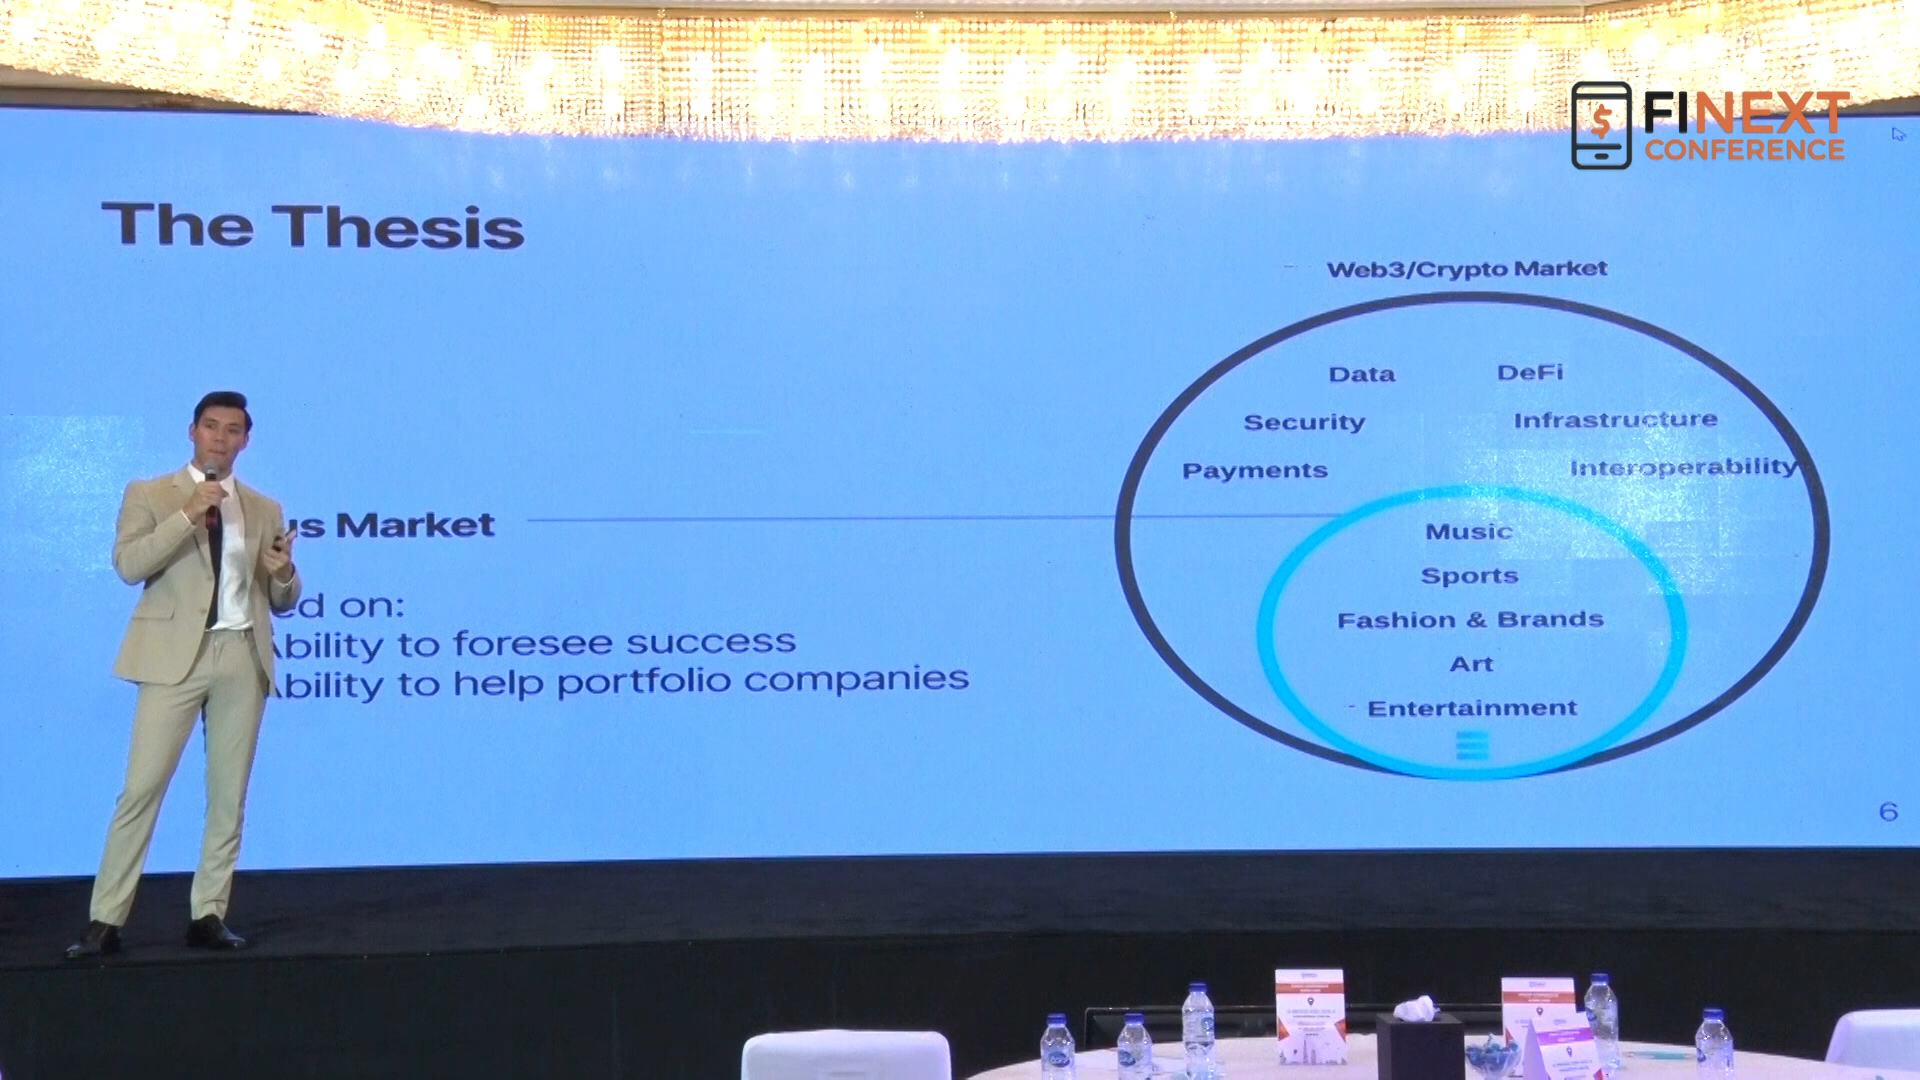 FINEXT
CONFERENCE
The Thesis
Web3/Crypto Market
Data DeFi
Security Infrastructure
Payments Interoperability
us Market
Music
Sports
Fashion & Brands
Art
Entertainment
ed on:
bility to foresee success
bility to help portfolio companies
6